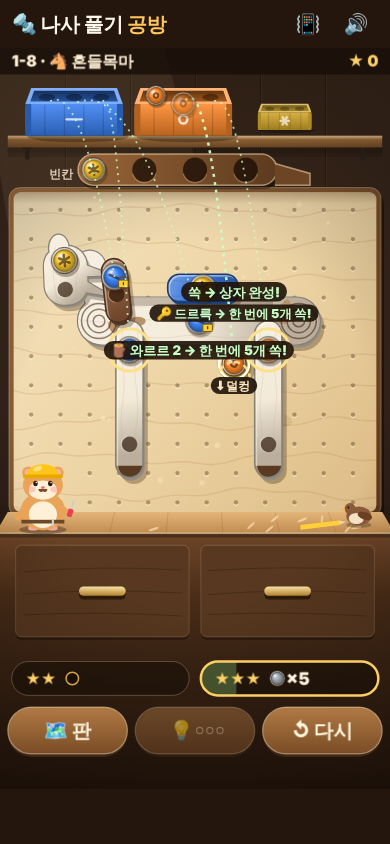 나사 풀기 공방
1-8 · 흔들목마
★ 0
빈칸
쏙 → 상자 완성!
드르륵 → 한 번에 5개 쏙!
와르르 2 → 한 번에 5개 쏙!
⬇덜컹
★★ ○
★★★ ×5
판
○○○
다시